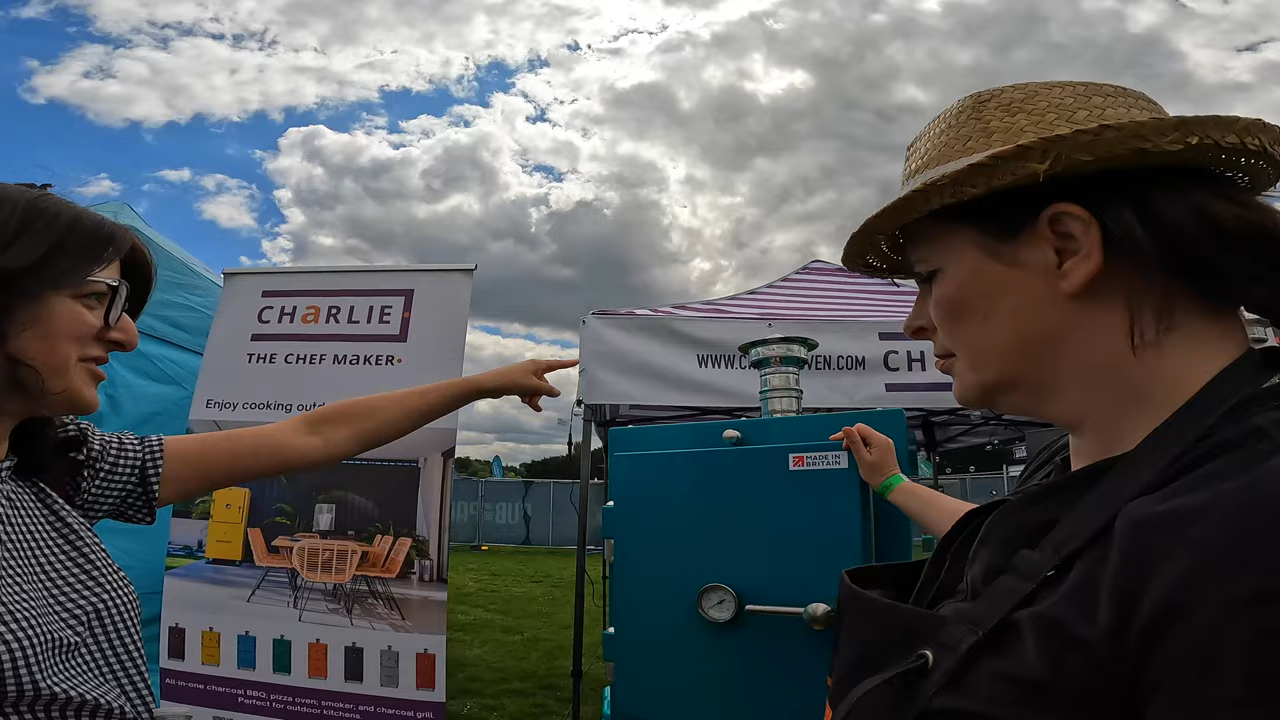 CHaRLIE
THE CHEF MaKER
Enjoy cooking
All-in-one charcoal BBQ; pizza oven; smoker; and charcoal grill.
Perfect for outdoor kitchens.
WWW.C VEN.COM
CH
MADE IN
BRITAIN